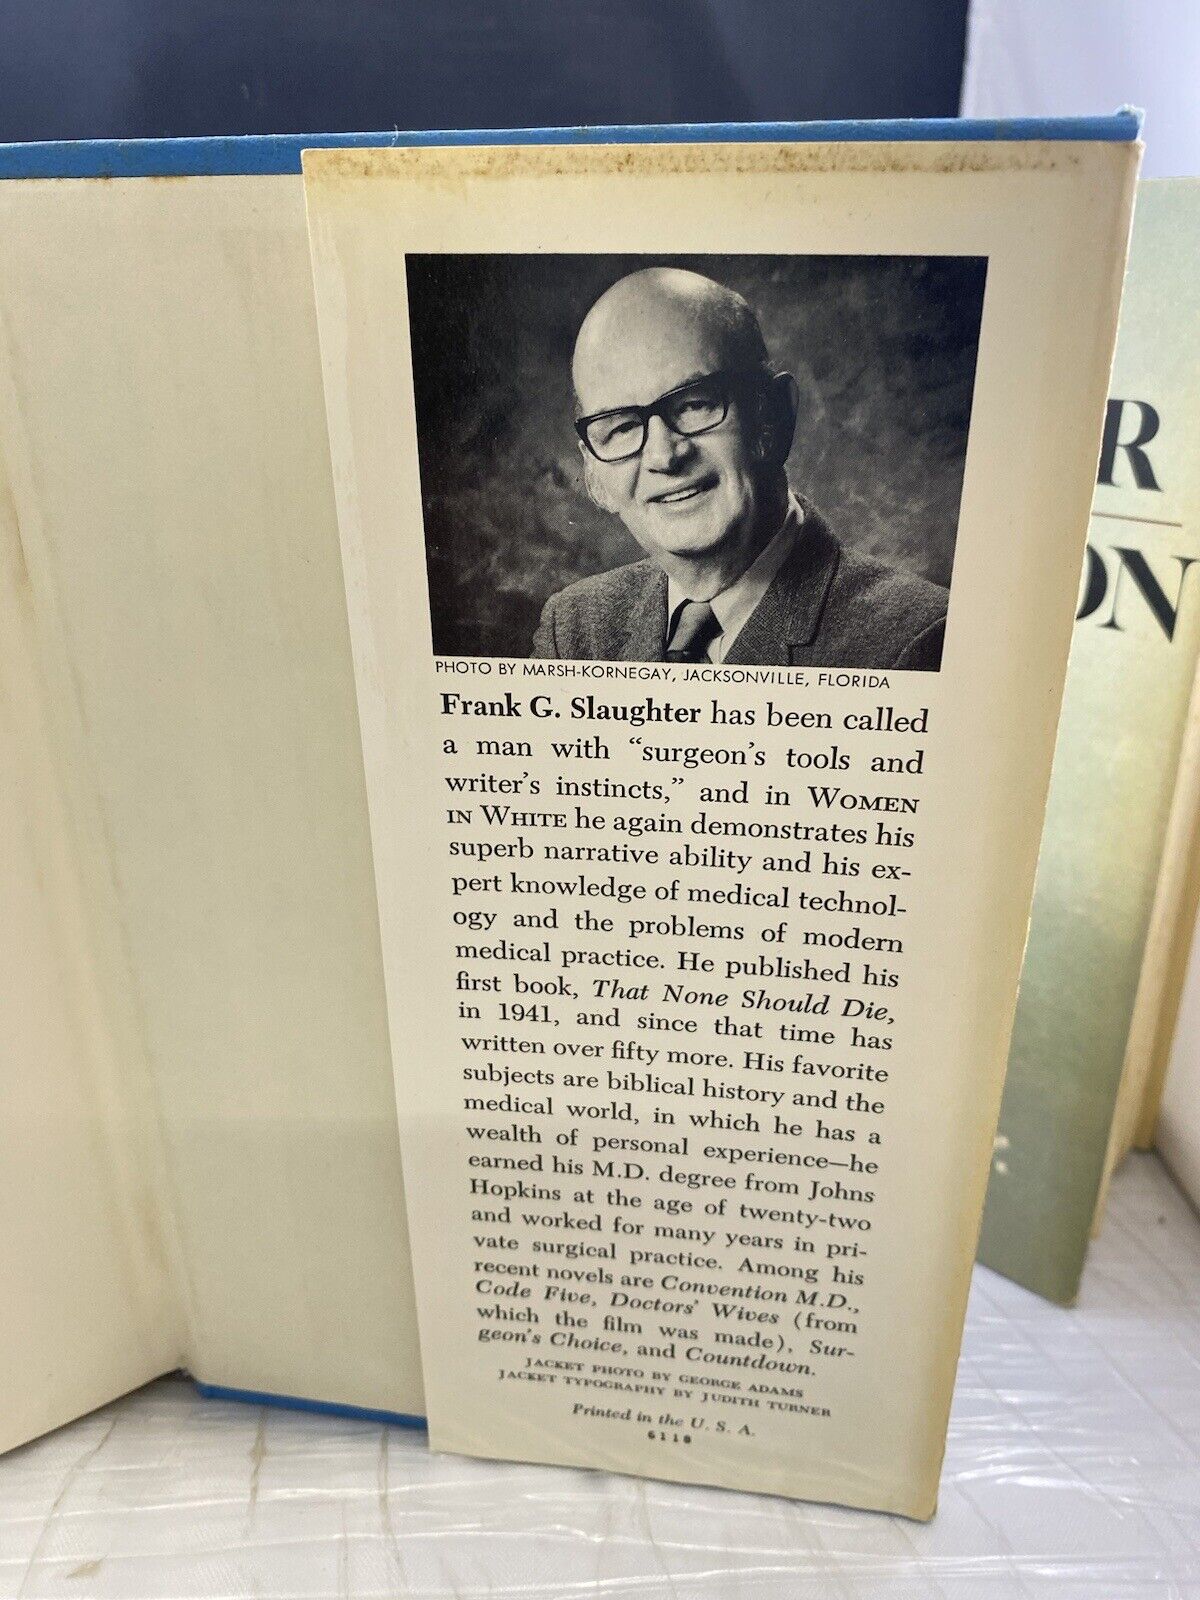 PHOTO BY MARSH-KORNEGAY, JACKSONVILLE, FLORIDA
Frank G. Slaughter has been called
a man with “surgeon’s tools and
writer’s instincts,” and in WOMEN
IN WHITE he again demonstrates his
superb narrative ability and his ex-
pert knowledge of medical technol-
ogy and the problems of modern
medical practice. He published his
first book, That None Should Die,
in 1941, and since that time has
written over fifty more. His favorite
subjects are biblical history and the
medical world, in which he has a
wealth of personal experience—he
earned his M.D. degree from Johns
Hopkins at the age of twenty-two
and worked for many years in pri-
vate surgical practice. Among his
recent novels are Convention M.D.,
Code Five, Doctors’ Wives (from
which the film was made), Sur-
geon’s Choice, and Countdown.
JACKET PHOTO BY GEORGE ADAMS
JACKET TYPOGRAPHY BY JUDITH TURNER
Printed in the U. S. A.
6118
R
ON